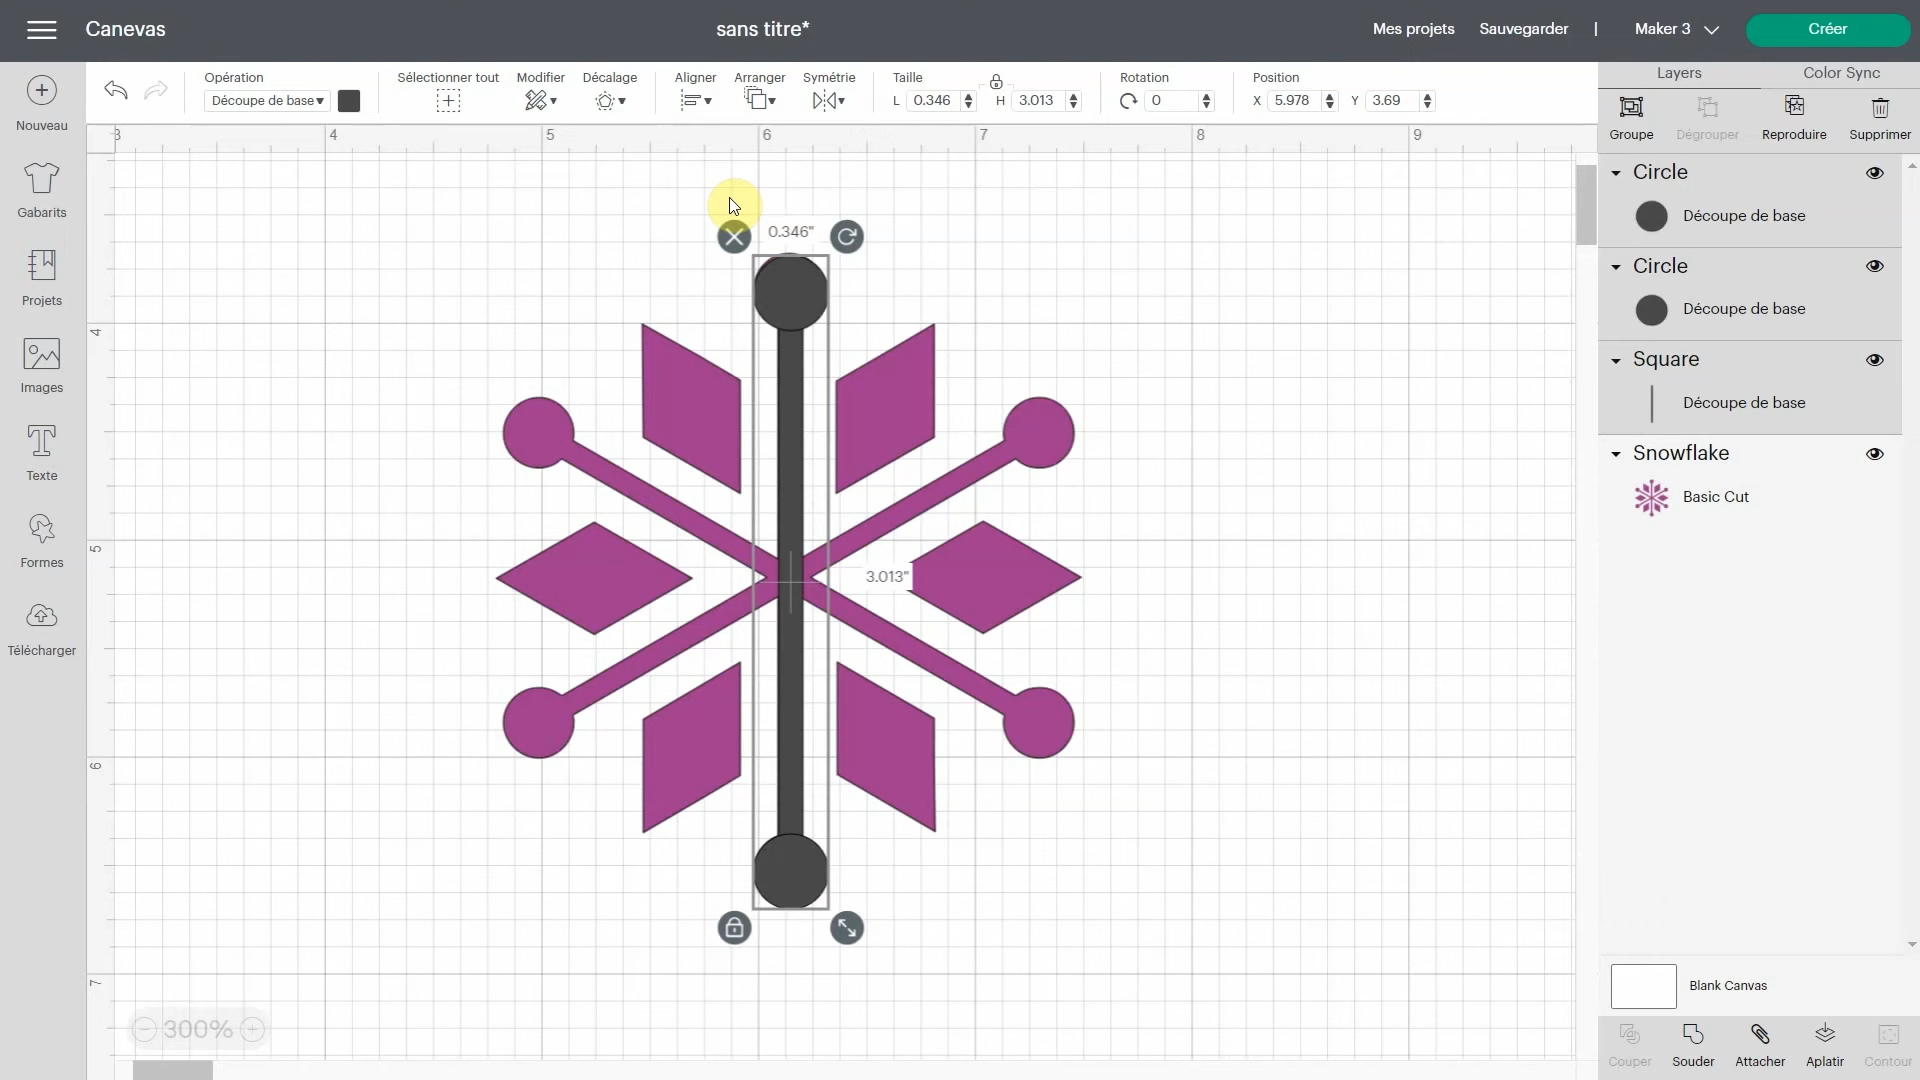 Canevas
sans titre*
Mes projets
Sauvegarder
|
Maker 3
Créer
Opération
Découpe de base
Sélectionner tout
Modifier
Décalage
Aligner
Arranger
Symétrie
Taille
L 0.346
H 3.013
Rotation
0
Position
X 5.978
Y 3.69
Layers
Color Sync
Groupe
Dégrouper
Reproduire
Supprimer
Nouveau
Gabarits
Projets
Images
Texte
Formes
Télécharger
3 4 5 6 7 8 9
4
5
6
7
0.346"
3.013"
300%
Circle
Découpe de base
Circle
Découpe de base
Square
Découpe de base
Snowflake
Basic Cut
Blank Canvas
Couper
Souder
Attacher
Aplatir
Contour